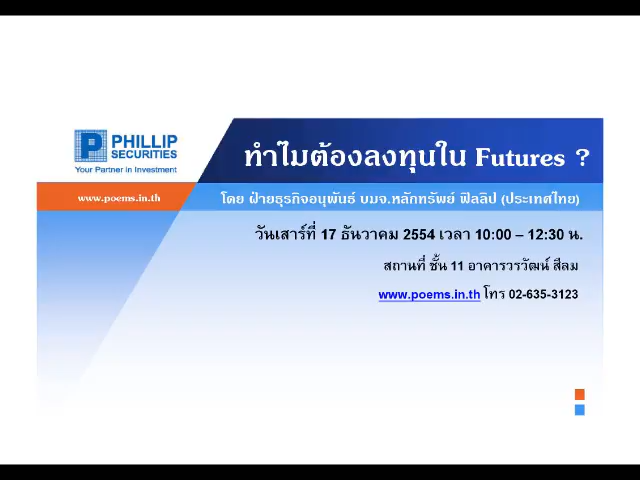 PHILLIP
SECURITIES
Your Partner in Investment
ทำไมต้องลงทุนใน Futures ?
www.poems.in.th
โดย ฝ่ายธุรกิจอนุพันธ์ บมจ.หลักทรัพย์ ฟิลลิป (ประเทศไทย)
วันเสาร์ที่ 17 ธันวาคม 2554 เวลา 10:00 – 12:30 น.
สถานที่ ชั้น 11 อาคารวรวัฒน์ สีลม
www.poems.in.th โทร 02-635-3123